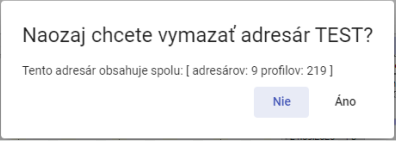 Naozaj chcete vymazať adresár TEST?
Tento adresár obsahuje spolu: [ adresárov: 9 profilov: 219 ]
Nie Áno